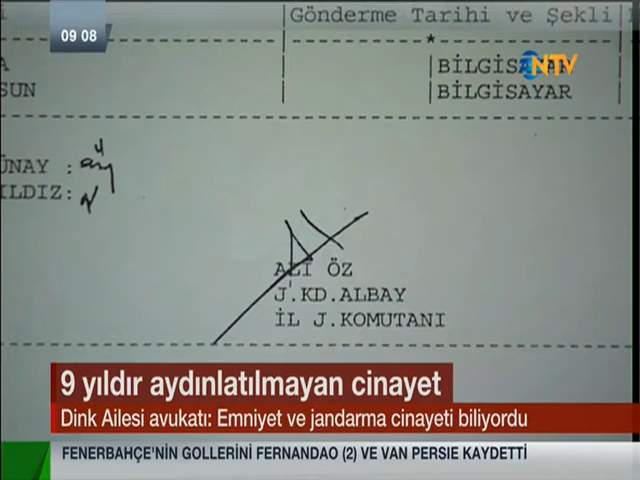 09 08
Gönderme Tarihi ve Şekli
NTV
A
BİLGİSAYAR
SUN
BİLGİSAYAR
ÜNAY :
ILDIZ:
ALİ ÖZ
J.KD.ALBAY
İL J.KOMUTANI
9 yıldır aydınlatılmayan cinayet
Dink Ailesi avukatı: Emniyet ve jandarma cinayeti biliyordu
FENERBAHÇE'NİN GOLLERİNİ FERNANDAO (2) VE VAN PERSIE KAYDETTİ